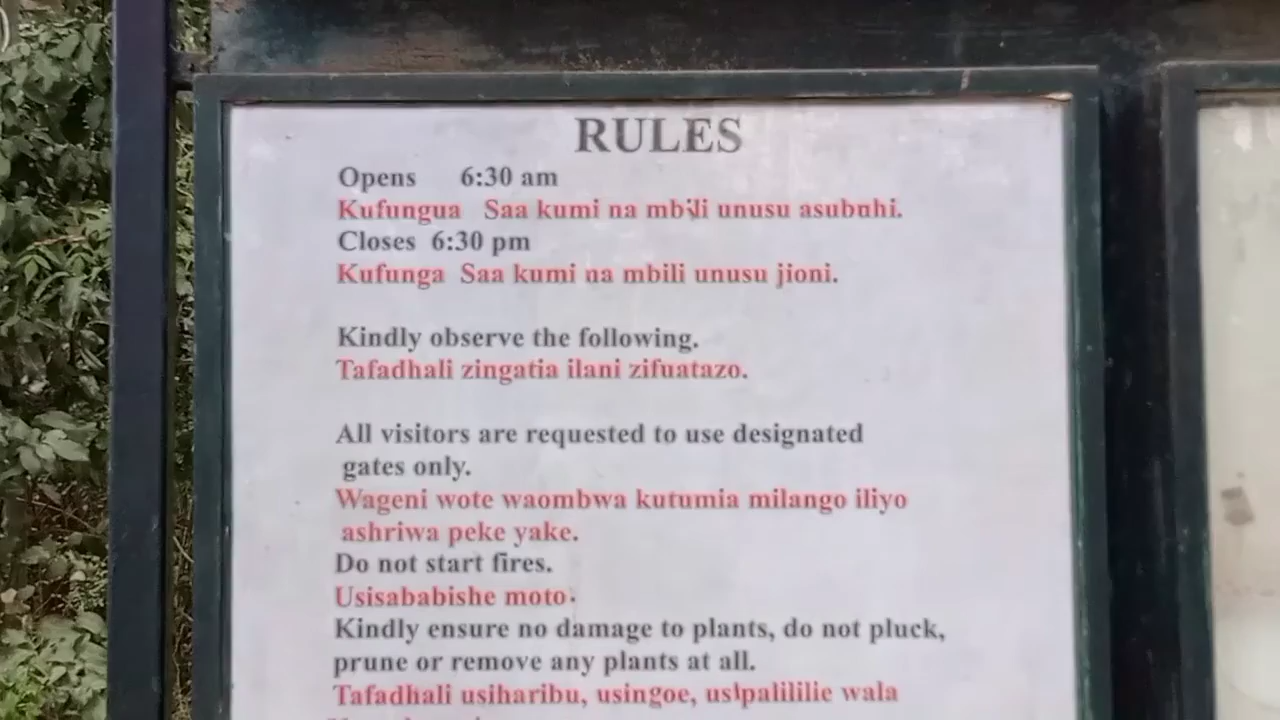 RULES
Opens 6:30 am
Kufungua Saa kumi na mbili unusu asubuhi.
Closes 6:30 pm
Kufunga Saa kumi na mbili unusu jioni.
Kindly observe the following.
Tafadhali zingatia ilani zifuatazo.
All visitors are requested to use designated
gates only.
Wageni wote waombwa kutumia milango iliyo
ashriwa peke yake.
Do not start fires.
Usisababishe moto.
Kindly ensure no damage to plants, do not pluck,
prune or remove any plants at all.
Tafadhali usiharibu, usingoe, usipalililie wala